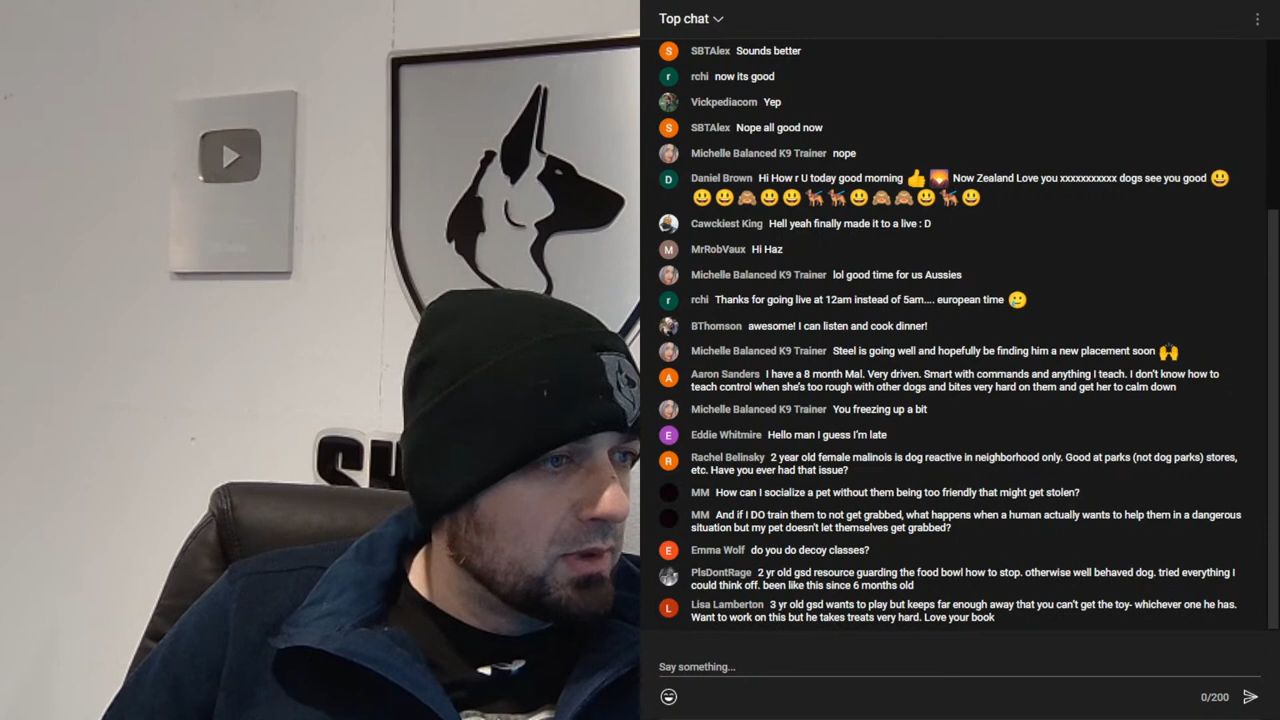 Top chat
SBTAlex Sounds better
rchi now its good
Vickpediacom Yep
SBTAlex Nope all good now
Michelle Balanced K9 Trainer nope
Daniel Brown Hi How r U today good morning 👍 🌅 Now Zealand Love you xxxxxxxxxxx dogs see you good 😃
😃 😃 🙈 😃 😃 🐕‍🦺 🐕‍🦺 😃 🙈 🙈 😃 🐕‍🦺 😃
Cawckiest King Hell yeah finally made it to a live : D
MrRobVaux Hi Haz
Michelle Balanced K9 Trainer lol good time for us Aussies
rchi Thanks for going live at 12am instead of 5am.... european time 🥲
BThomson awesome! I can listen and cook dinner!
Michelle Balanced K9 Trainer Steel is going well and hopefully be finding him a new placement soon 🙌
Aaron Sanders I have a 8 month Mal. Very driven. Smart with commands and anything I teach. I don't know how to
teach control when she's too rough with other dogs and bites very hard on them and get her to calm down
Michelle Balanced K9 Trainer You freezing up a bit
Eddie Whitmire Hello man I guess I'm late
Rachel Belinsky 2 year old female malinois is dog reactive in neighborhood only. Good at parks (not dog parks) stores,
etc. Have you ever had that issue?
MM How can I socialize a pet without them being too friendly that might get stolen?
MM And if I DO train them to not get grabbed, what happens when a human actually wants to help them in a dangerous
situation but my pet doesn't let themselves get grabbed?
Emma Wolf do you do decoy classes?
PlsDontRage 2 yr old gsd resource guarding the food bowl how to stop. otherwise well behaved dog. tried everything I
could think off. been like this since 6 months old
Lisa Lamberton 3 yr old gsd wants to play but keeps far enough away that you can't get the toy- whichever one he has.
Want to work on this but he takes treats very hard. Love your book
Say something...
0/200
S
r
S
D
M
r
A
E
R
E
L
SH